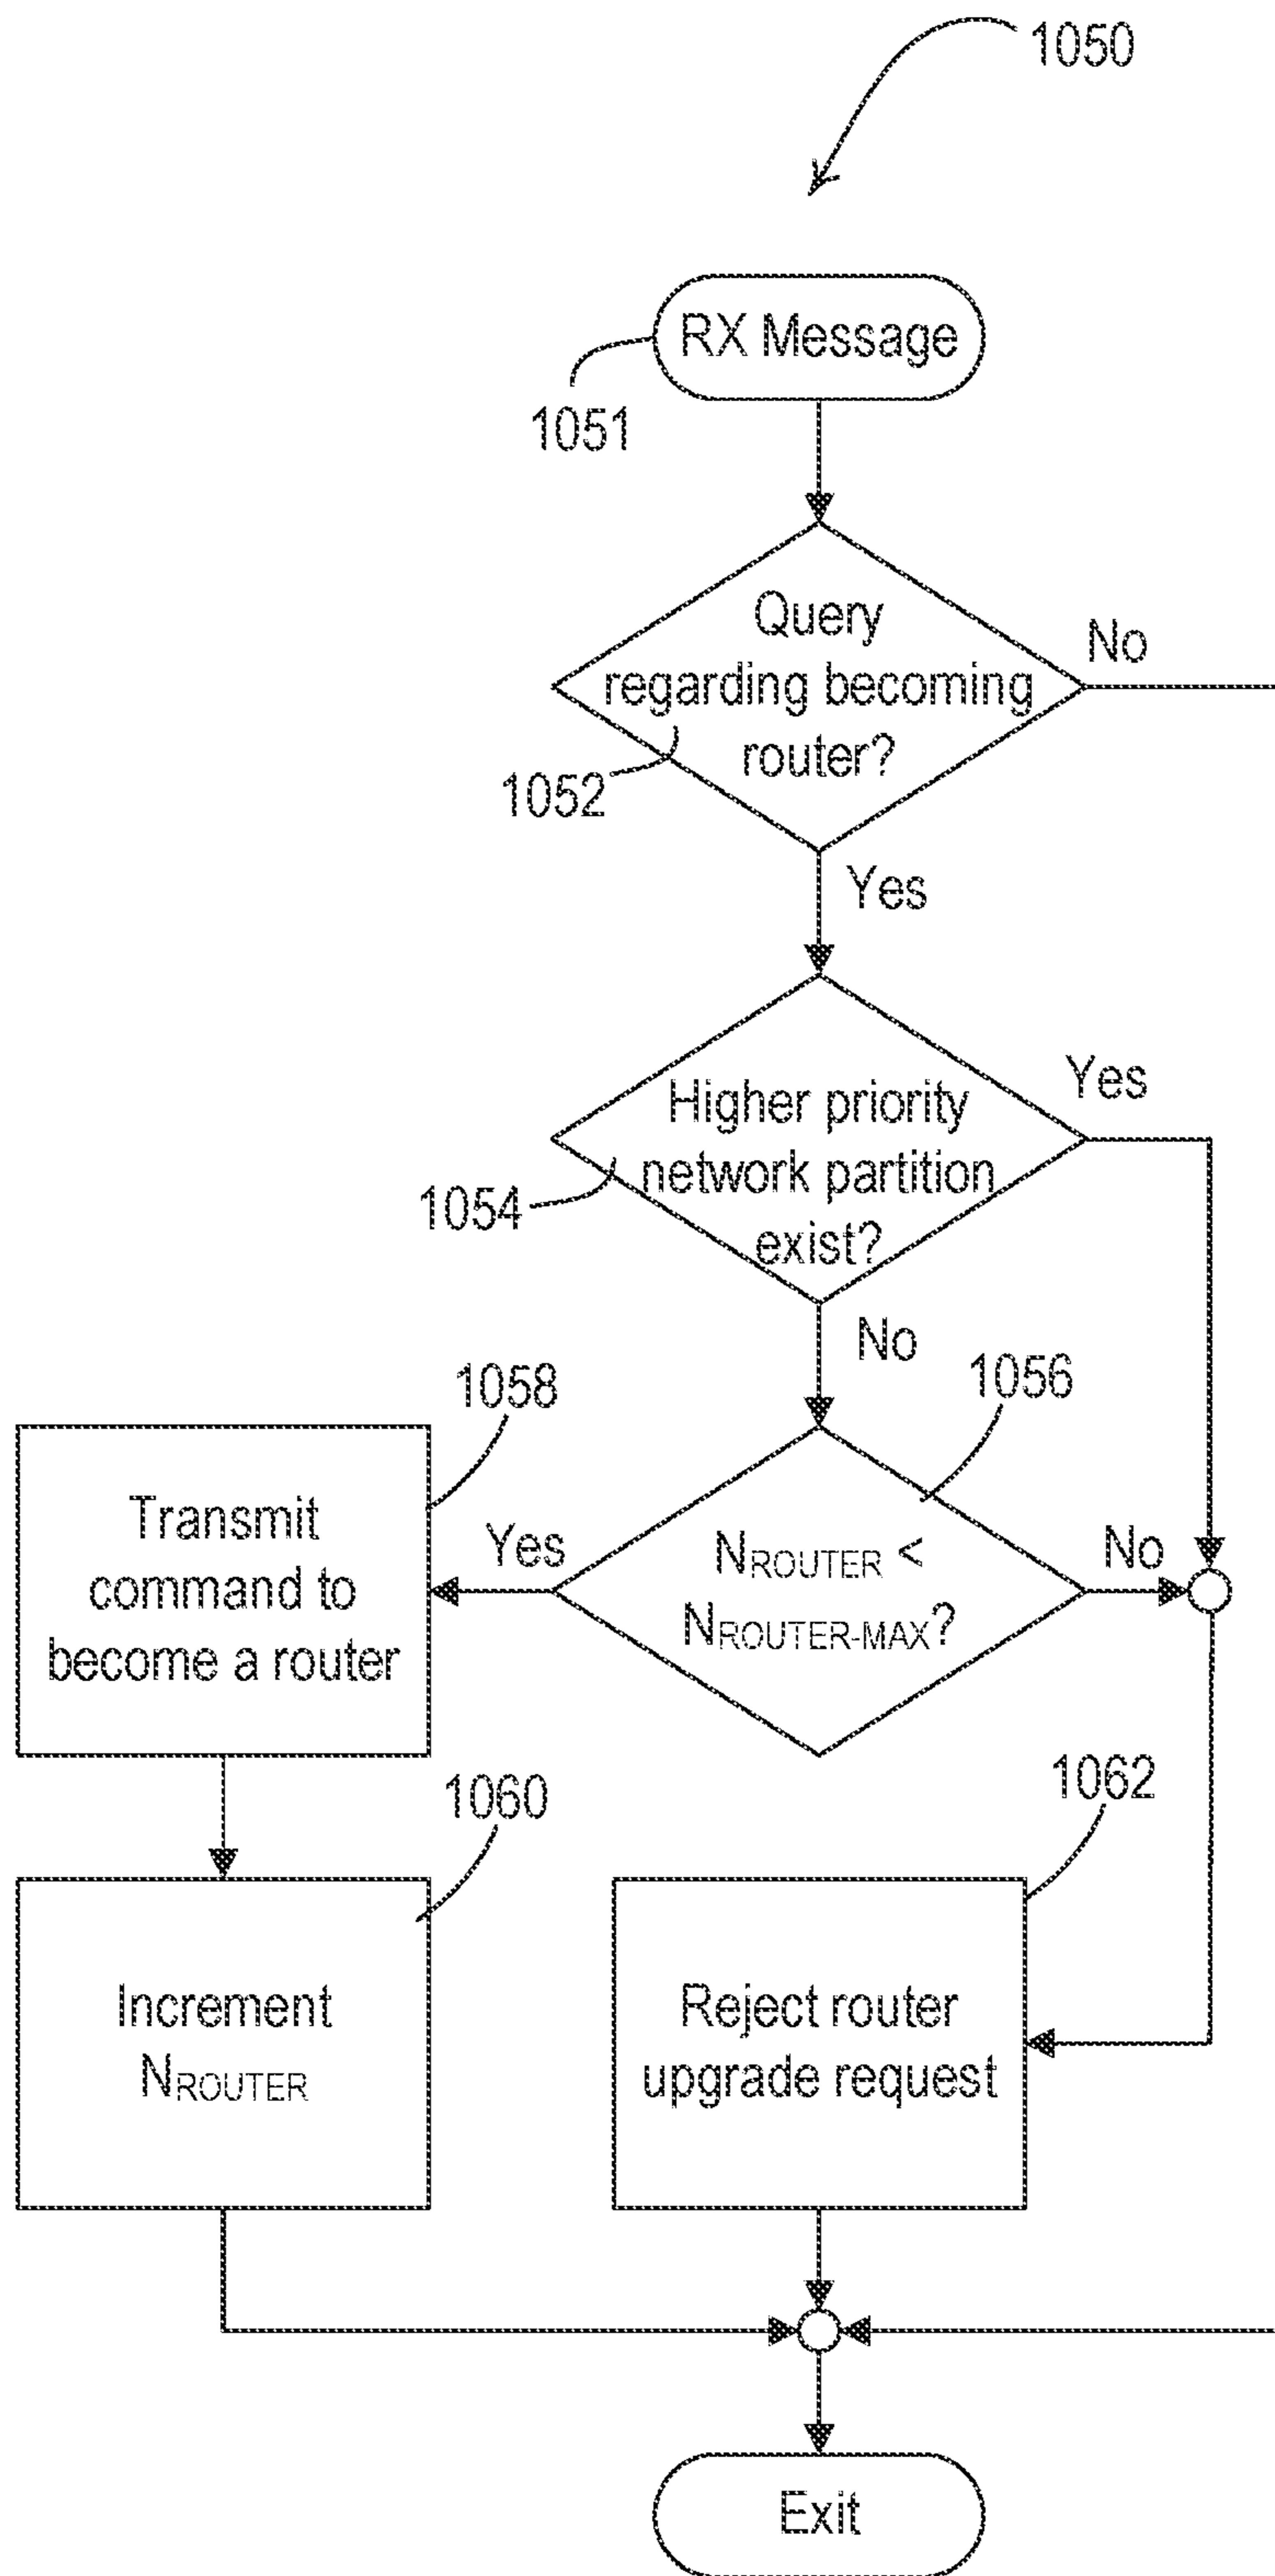 1050
RX Message
1051
Query
regarding becoming
router?
No
1052
Yes
Higher priority
network partition
exist?
Yes
1054
No
1056
1058
Transmit
command to
become a router
Yes
NROUTER <
NROUTER-MAX?
No
1060
1062
Increment
NROUTER
Reject router
upgrade request
Exit